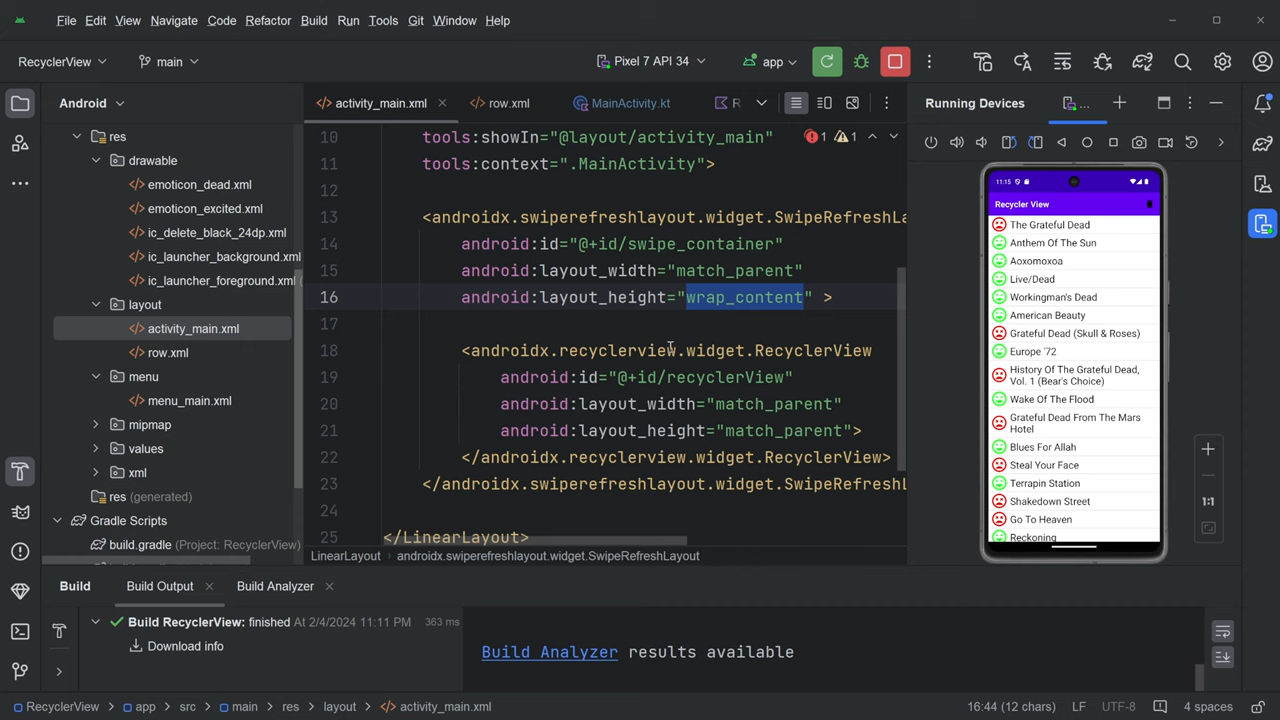 File Edit View Navigate Code Refactor Build Run Tools Git Window Help
RecyclerView main Pixel 7 API 34 app
Android activity_main.xml row.xml MainActivity.kt R Running Devices ...
res
drawable
emoticon_dead.xml
emoticon_excited.xml
ic_delete_black_24dp.xml
ic_launcher_background.xml
ic_launcher_foreground.xml
layout
activity_main.xml
row.xml
menu
menu_main.xml
mipmap
values
xml
res (generated)
Gradle Scripts
build.gradle (Project: RecyclerView)
1 1
10 tools:showIn="@layout/activity_main"
11 tools:context=".MainActivity">
12
13 <androidx.swiperefreshlayout.widget.SwipeRefreshLa
14 android:id="@+id/swipe_container"
15 android:layout_width="match_parent"
16 android:layout_height="wrap_content" >
17
18 <androidx.recyclerview.widget.RecyclerView
19 android:id="@+id/recyclerView"
20 android:layout_width="match_parent"
21 android:layout_height="match_parent">
22 </androidx.recyclerview.widget.RecyclerView>
23 </androidx.swiperefreshlayout.widget.SwipeRefreshL
24
25 </LinearLayout>
LinearLayout androidx.swiperefreshlayout.widget.SwipeRefreshLayout
11:15
Recycler View
The Grateful Dead
Anthem Of The Sun
Aoxomoxoa
Live/Dead
Workingman's Dead
American Beauty
Grateful Dead (Skull & Roses)
Europe '72
History Of The Grateful Dead,
Vol. 1 (Bear's Choice)
Wake Of The Flood
Grateful Dead From The Mars
Hotel
Blues For Allah
Steal Your Face
Terrapin Station
Shakedown Street
Go To Heaven
Reckoning
1:1
Build Build Output Build Analyzer
Build RecyclerView: finished At 2/4/2024 11:11 PM 363 ms
Download info
Build Analyzer results available
RecyclerView app src main res layout activity_main.xml 16:44 (12 chars) LF UTF-8 4 spaces